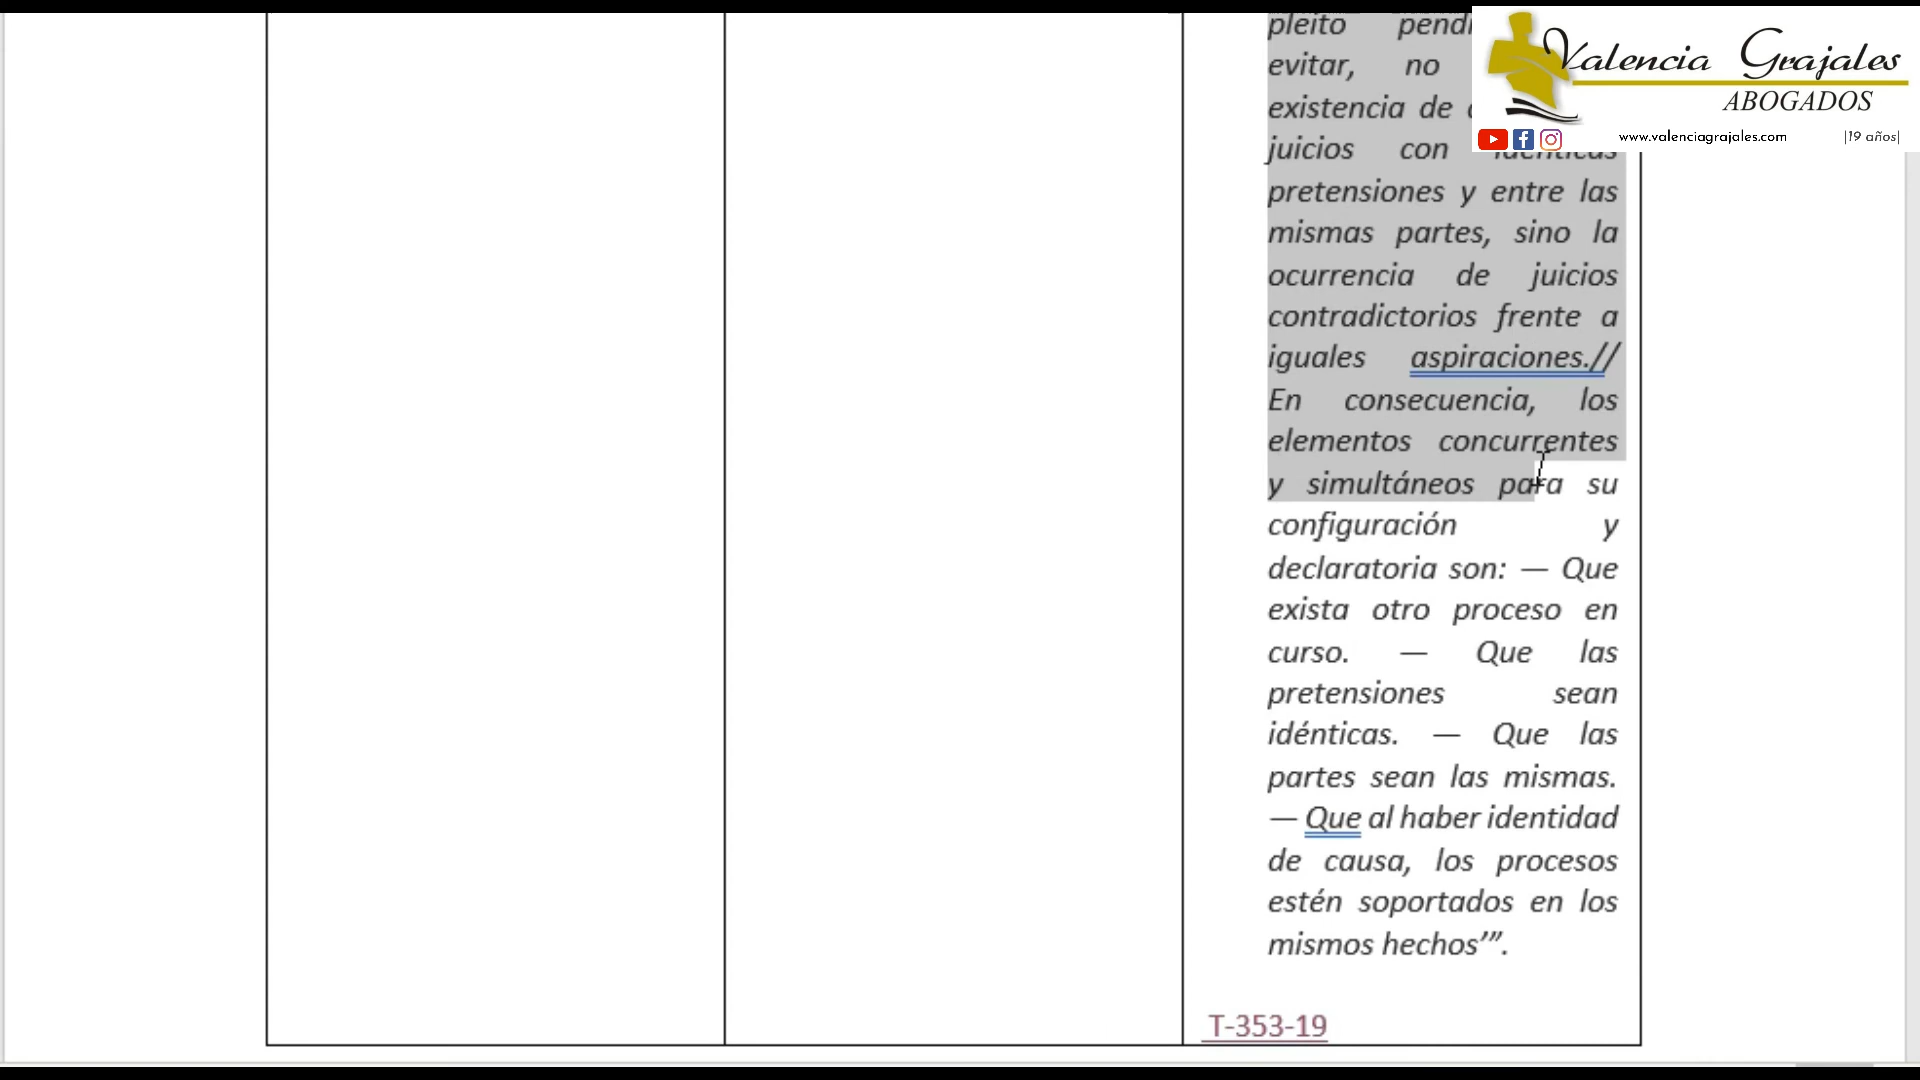 pleito
evitar, no
existencia de
juicios con idénticas
pretensiones y entre las
mismas partes, sino la
ocurrencia de juicios
contradictorios frente a
iguales aspiraciones.//
En consecuencia, los
elementos concurrentes
y simultáneos para su
configuración y
declaratoria son: — Que
exista otro proceso en
curso. — Que las
pretensiones sean
idénticas. — Que las
partes sean las mismas.
— Que al haber identidad
de causa, los procesos
estén soportados en los
mismos hechos’”.
T-353-19
Valencia Grajales
ABOGADOS
www.valenciagrajales.com |19 años|